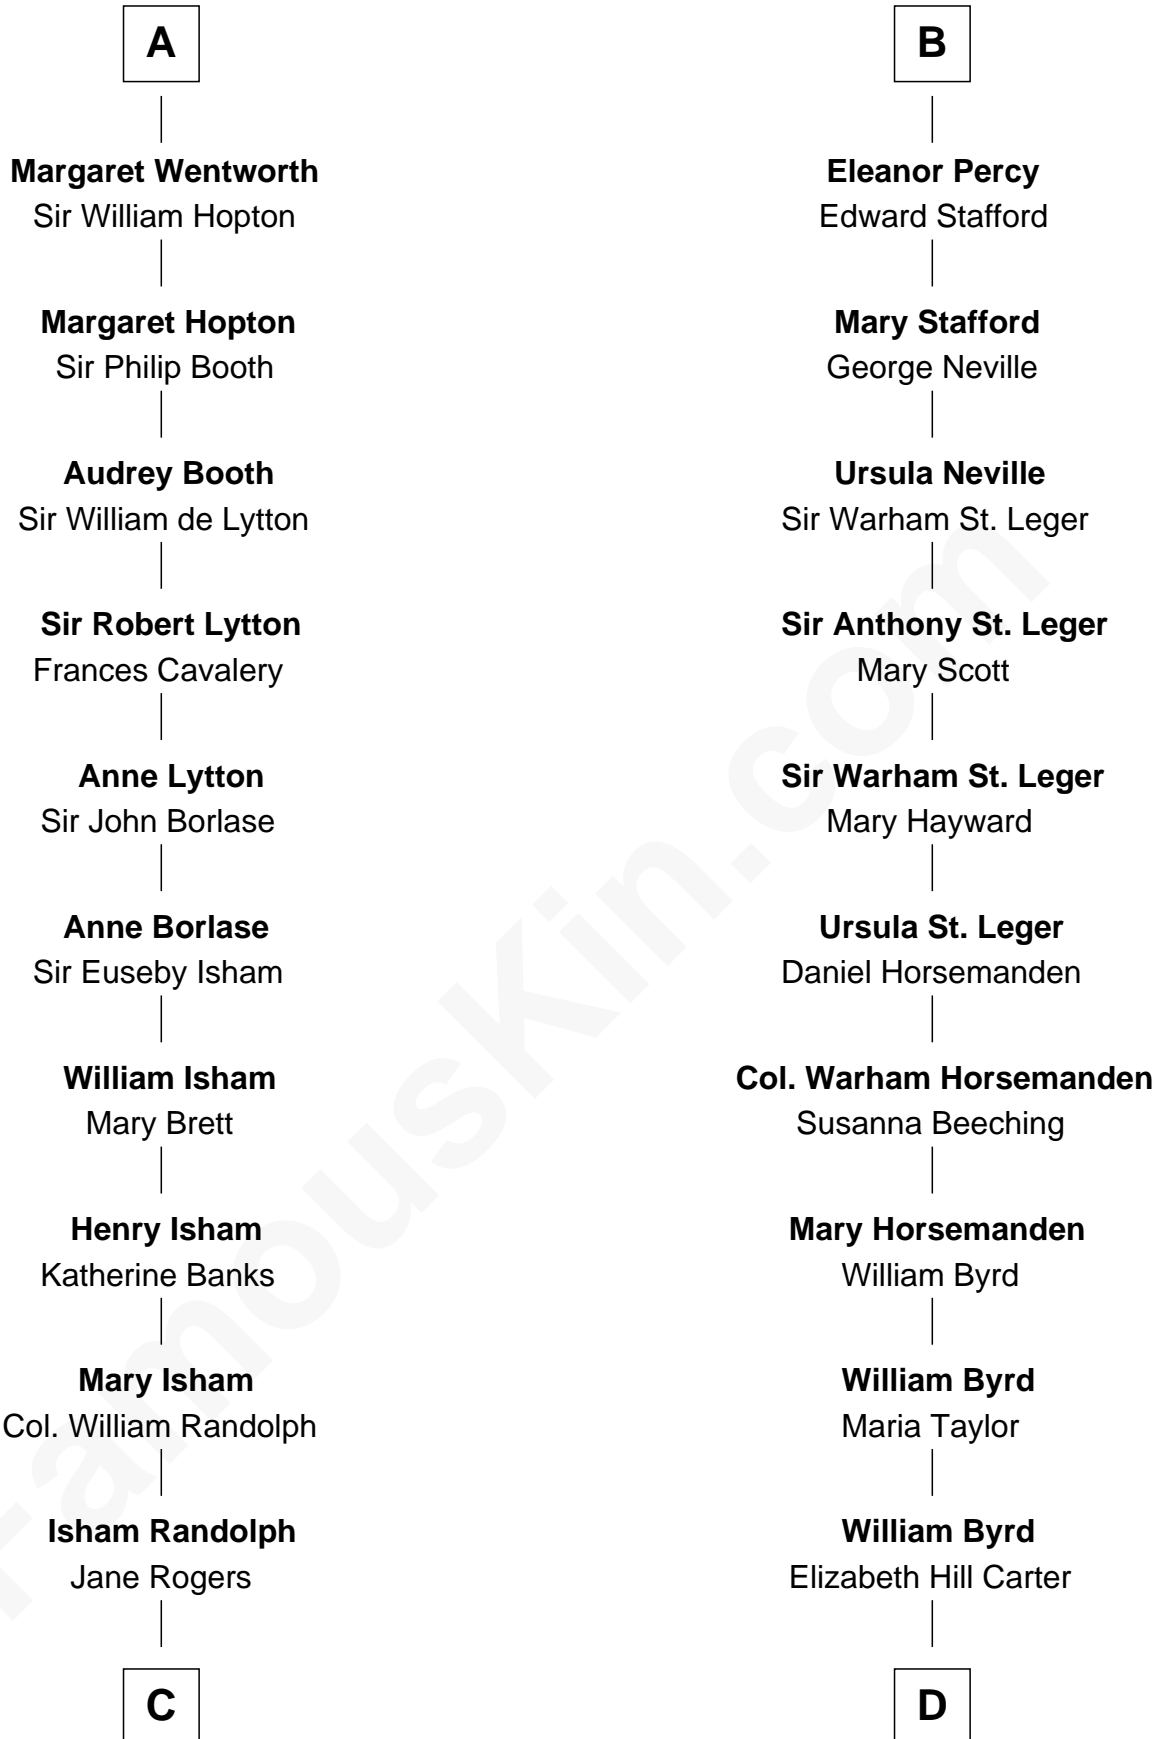 A
Margaret Wentworth
Sir William Hopton
Margaret Hopton
Sir Philip Booth
Audrey Booth
Sir William de Lytton
Sir Robert Lytton
Frances Cavalery
Anne Lytton
Sir John Borlase
Anne Borlase
Sir Euseby Isham
William Isham
Mary Brett
Henry Isham
Katherine Banks
Mary Isham
Col. William Randolph
Isham Randolph
Jane Rogers
C
B
Eleanor Percy
Edward Stafford
Mary Stafford
George Neville
Ursula Neville
Sir Warham St. Leger
Sir Anthony St. Leger
Mary Scott
Sir Warham St. Leger
Mary Hayward
Ursula St. Leger
Daniel Horsemanden
Col. Warham Horsemanden
Susanna Beeching
Mary Horsemanden
William Byrd
William Byrd
Maria Taylor
William Byrd
Elizabeth Hill Carter
D
FamousKin.com